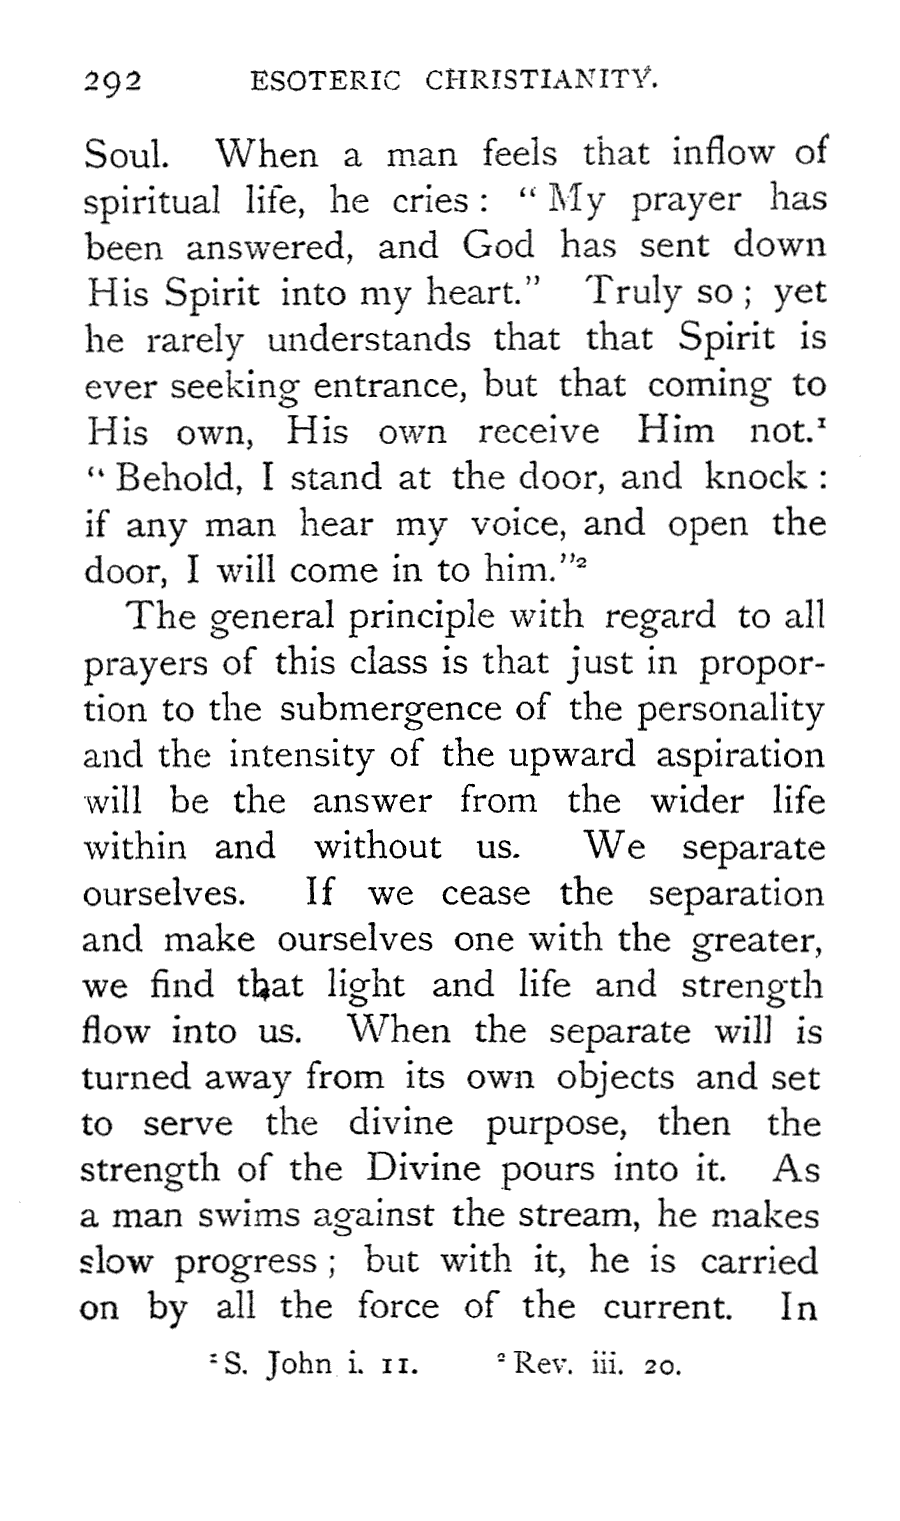 292 ESOTERIC CHRISTIANITY.
Soul. When a man feels that inflow of
spiritual life, he cries : “ My prayer has
been answered, and God has sent down
His Spirit into my heart.” Truly so ; yet
he rarely understands that that Spirit is
ever seeking entrance, but that coming to
His own, His own receive Him not.¹
“ Behold, I stand at the door, and knock :
if any man hear my voice, and open the
door, I will come in to him.”²
The general principle with regard to all
prayers of this class is that just in propor-
tion to the submergence of the personality
and the intensity of the upward aspiration
will be the answer from the wider life
within and without us. We separate
ourselves. If we cease the separation
and make ourselves one with the greater,
we find that light and life and strength
flow into us. When the separate will is
turned away from its own objects and set
to serve the divine purpose, then the
strength of the Divine pours into it. As
a man swims against the stream, he makes
slow progress ; but with it, he is carried
on by all the force of the current. In
¹ S. John i. 11. ² Rev. iii. 20.